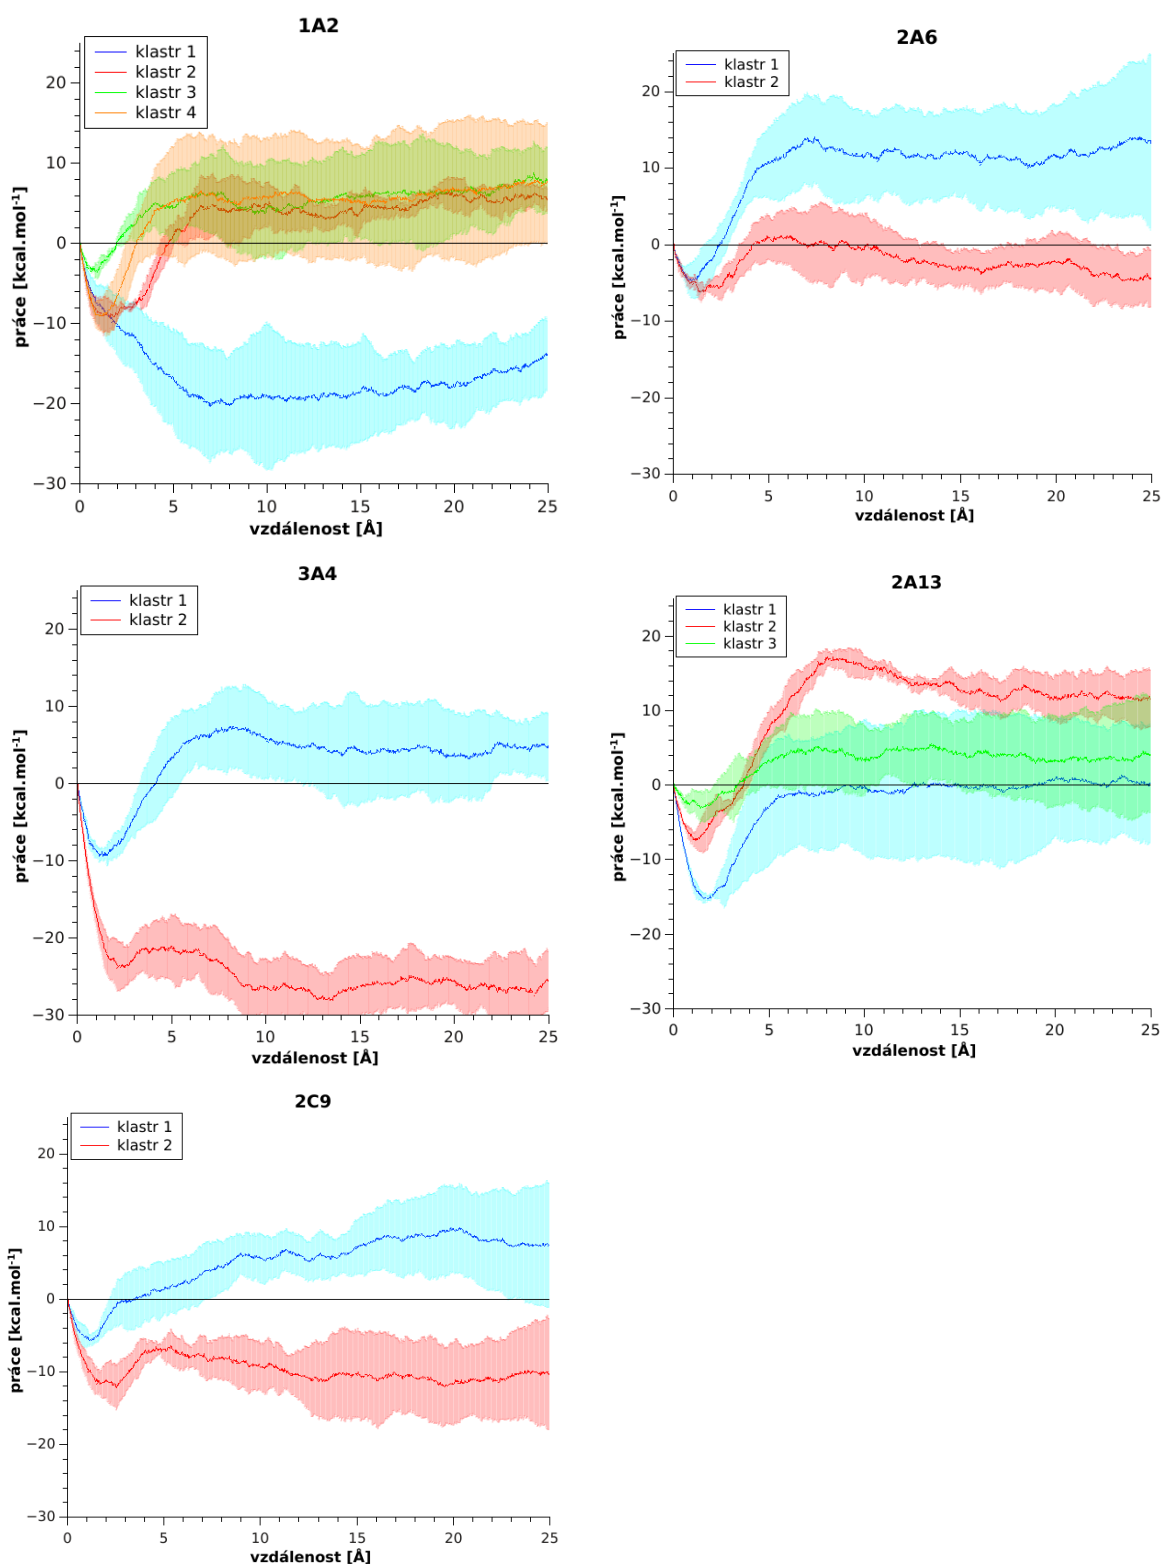 1A2
klastr 1
klastr 2
klastr 3
klastr 4
20
10
0
−10
−20
−30
práce [kcal.mol-1]
0 5 10 15 20 25
vzdálenost [Å]
2A6
klastr 1
klastr 2
20
10
0
−10
−20
−30
práce [kcal.mol-1]
0 5 10 15 20 25
vzdálenost [Å]
3A4
klastr 1
klastr 2
20
10
0
−10
−20
−30
práce [kcal.mol-1]
0 5 10 15 20 25
vzdálenost [Å]
2A13
klastr 1
klastr 2
klastr 3
20
10
0
−10
−20
−30
práce [kcal.mol-1]
0 5 10 15 20 25
vzdálenost [Å]
2C9
klastr 1
klastr 2
20
10
0
−10
−20
−30
práce [kcal.mol-1]
0 5 10 15 20 25
vzdálenost [Å]